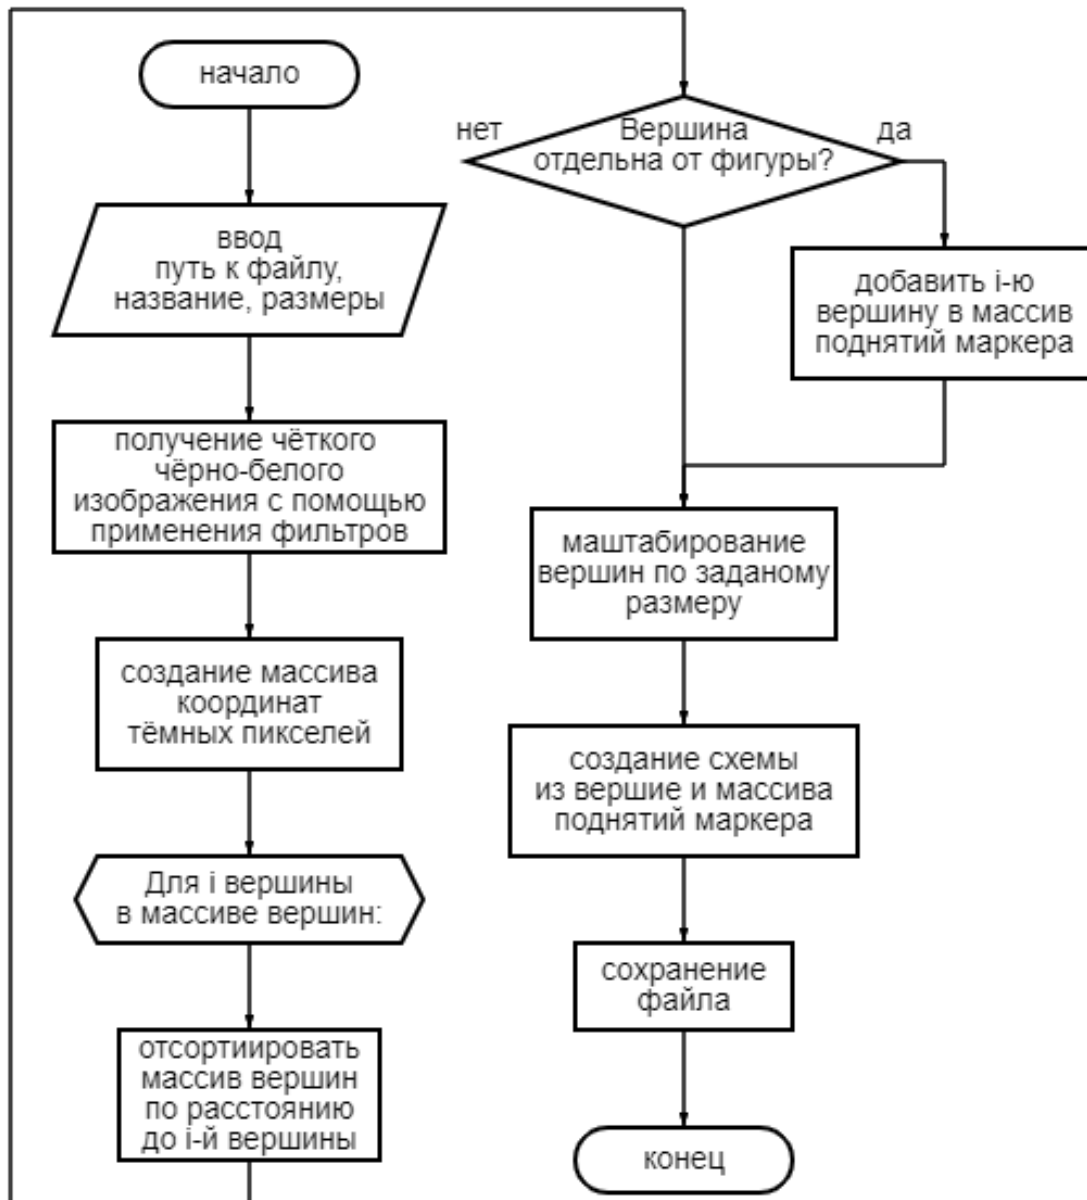 начало
ввод
путь к файлу,
название, размеры
получение чёткого
чёрно-белого
изображения с помощью
применения фильтров
создание массива
координат
тёмных пикселей
Для i вершины
в массиве вершин:
отсортиировать
массив вершин
по расстоянию
до i-й вершины
нет
Вершина
отдельна от фигуры?
да
добавить i-ю
вершину в массив
поднятий маркера
маштабирование
вершин по заданому
размеру
создание схемы
из вершие и массива
поднятий маркера
сохранение
файла
конец